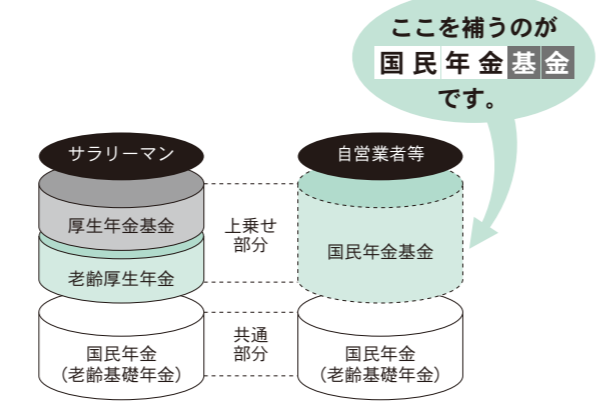 ここを補うのが
国民年金基金
です。
サラリーマン
自営業者等
厚生年金基金
老齢厚生年金
上乗せ
部分
国民年金基金
国民年金
（老齢基礎年金）
共通
部分
国民年金
（老齢基礎年金）